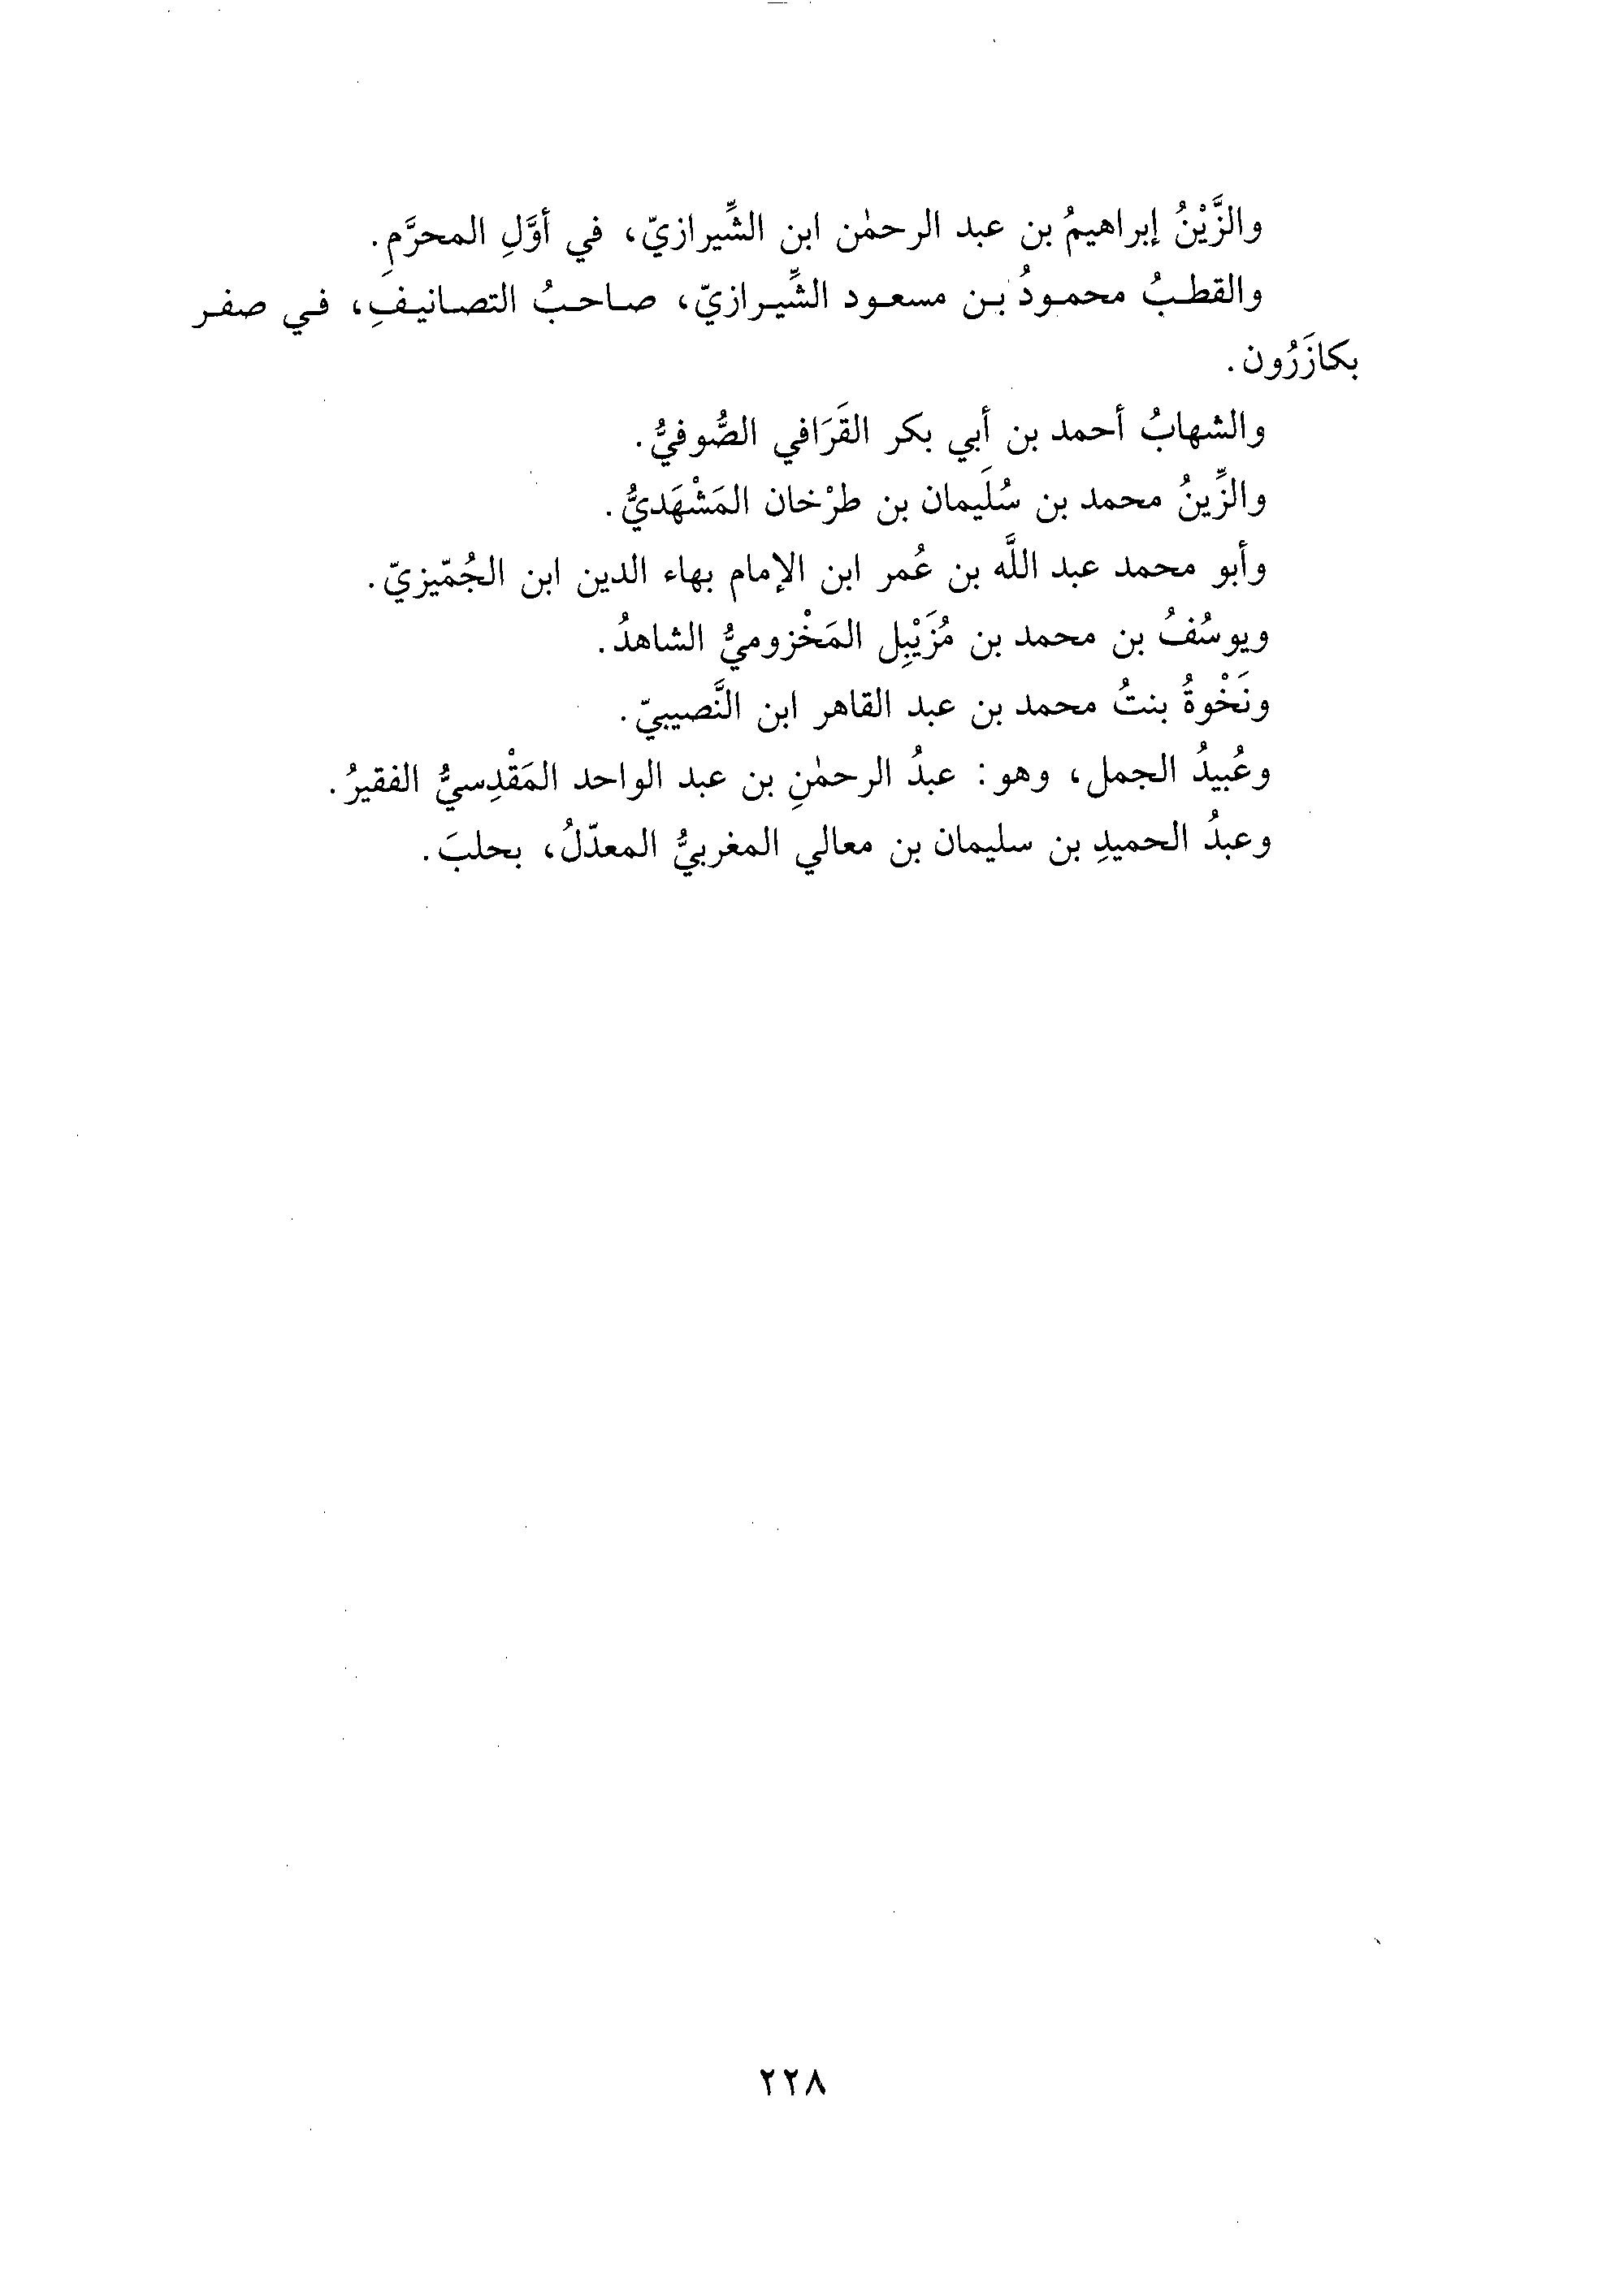 والزَّيْنُ إبراهيمُ بن عبد الرحمٰن ابن الشِّيرازيّ، في أوَّلِ المحرَّمِ.
والقطبُ محمودُ بن مسعود الشِّيرازيّ، صاحبُ التصانيفِ، في صفر
بكازَرُون.
والشهابُ أحمد بن أبي بكر القَرَافي الصُّوفيُّ.
والزِّينُ محمد بن سُلَيمان بن طرْخان المَشْهَديُّ.
وأبو محمد عبد اللَّه بن عُمر ابن الإمام بهاء الدين ابن الجُمّيزيّ.
ويوسُفُ بن محمد بن مُزَيْبِل المَخْزوميُّ الشاهدُ.
ونَخْوةُ بنتُ محمد بن عبد القاهر ابن النَّصيبيّ.
وعُبيدُ الجمل، وهو: عبدُ الرحمٰنِ بن عبد الواحد المَقْدِسيُّ الفقيرُ.
وعبدُ الحميدِ بن سليمان بن معالي المغربيُّ المعدّلُ، بحلبَ.
٢٢٨